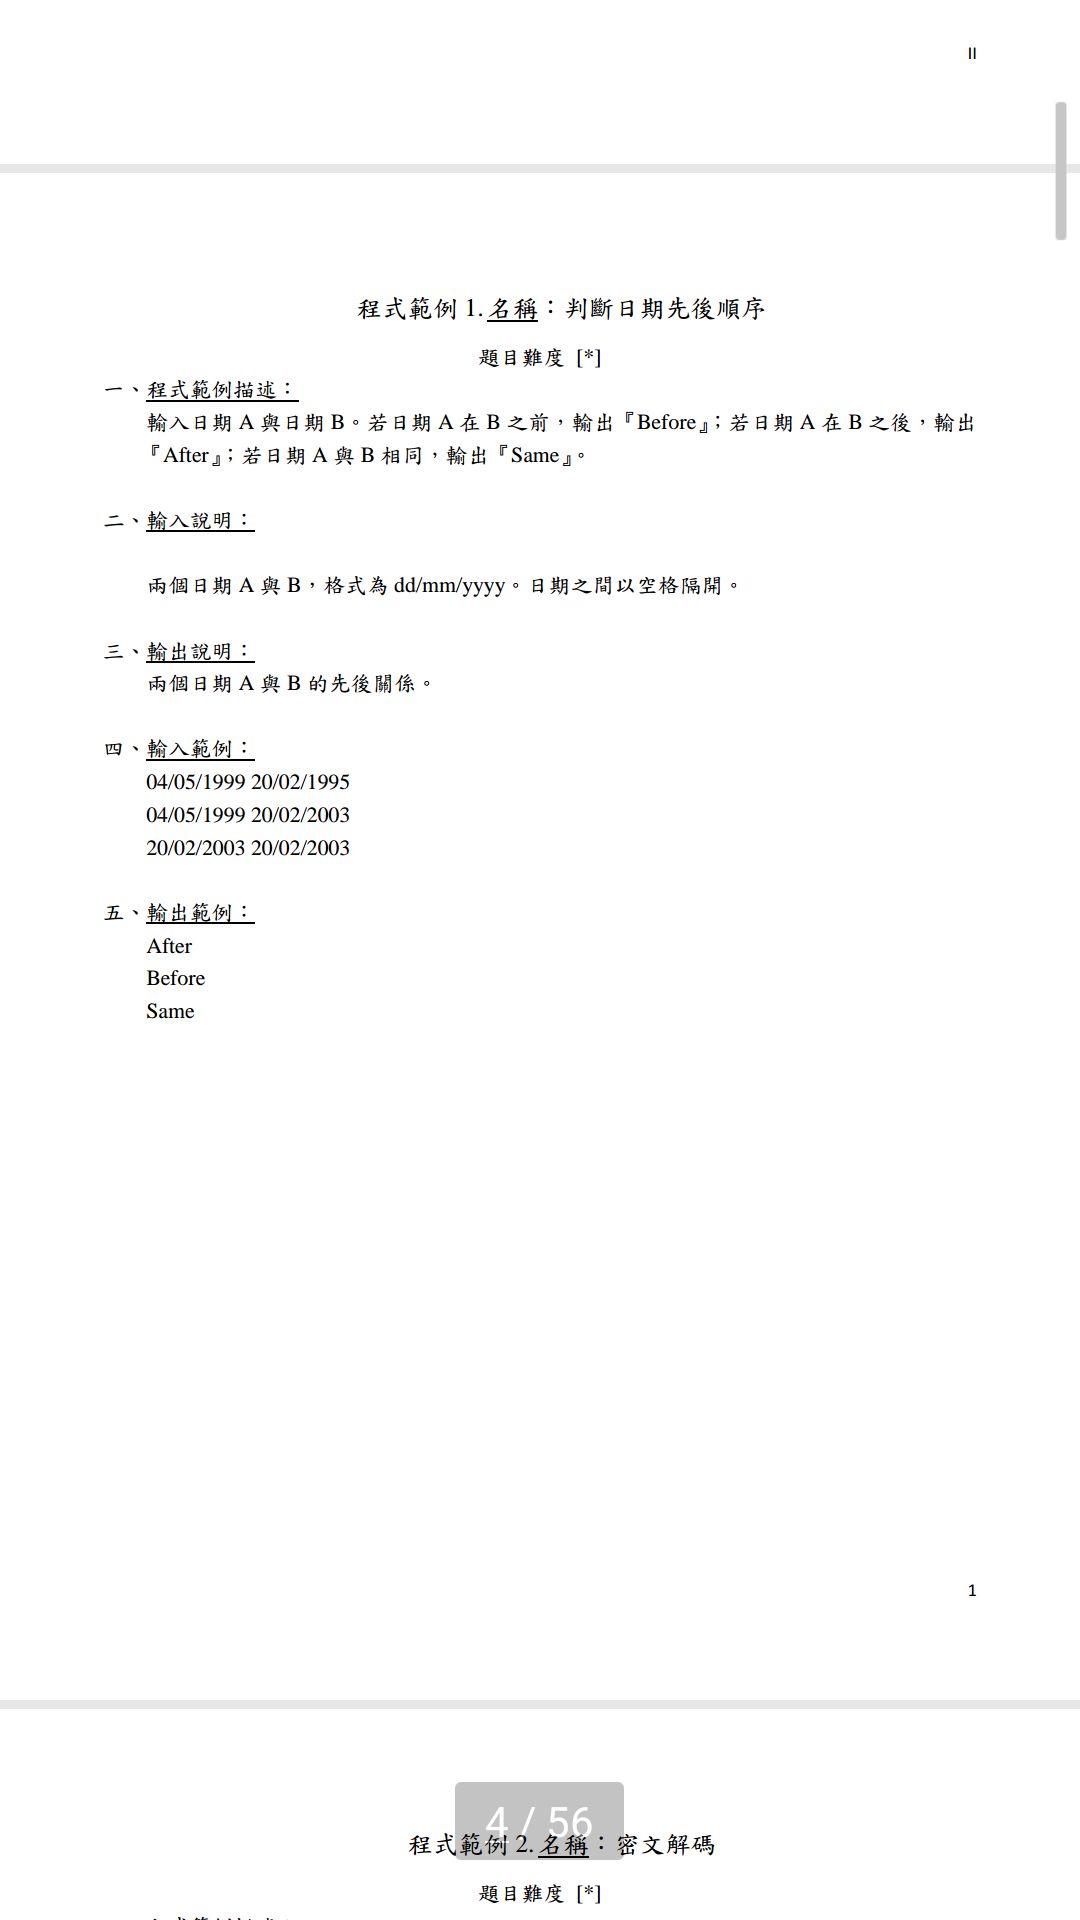 II
程式範例 1.名稱：判斷日期先後順序
題目難度 [*]
一、程式範例描述：
輸入日期 A 與日期 B。若日期 A 在 B 之前，輸出『Before』；若日期 A 在 B 之後，輸出
『After』；若日期 A 與 B 相同，輸出『Same』。
二、輸入說明：
兩個日期 A 與 B，格式為 dd/mm/yyyy。日期之間以空格隔開。
三、輸出說明：
兩個日期 A 與 B 的先後關係。
四、輸入範例：
04/05/1999 20/02/1995
04/05/1999 20/02/2003
20/02/2003 20/02/2003
五、輸出範例：
After
Before
Same
1
4 / 56
程式範例 2.名稱：密文解碼
題目難度 [*]